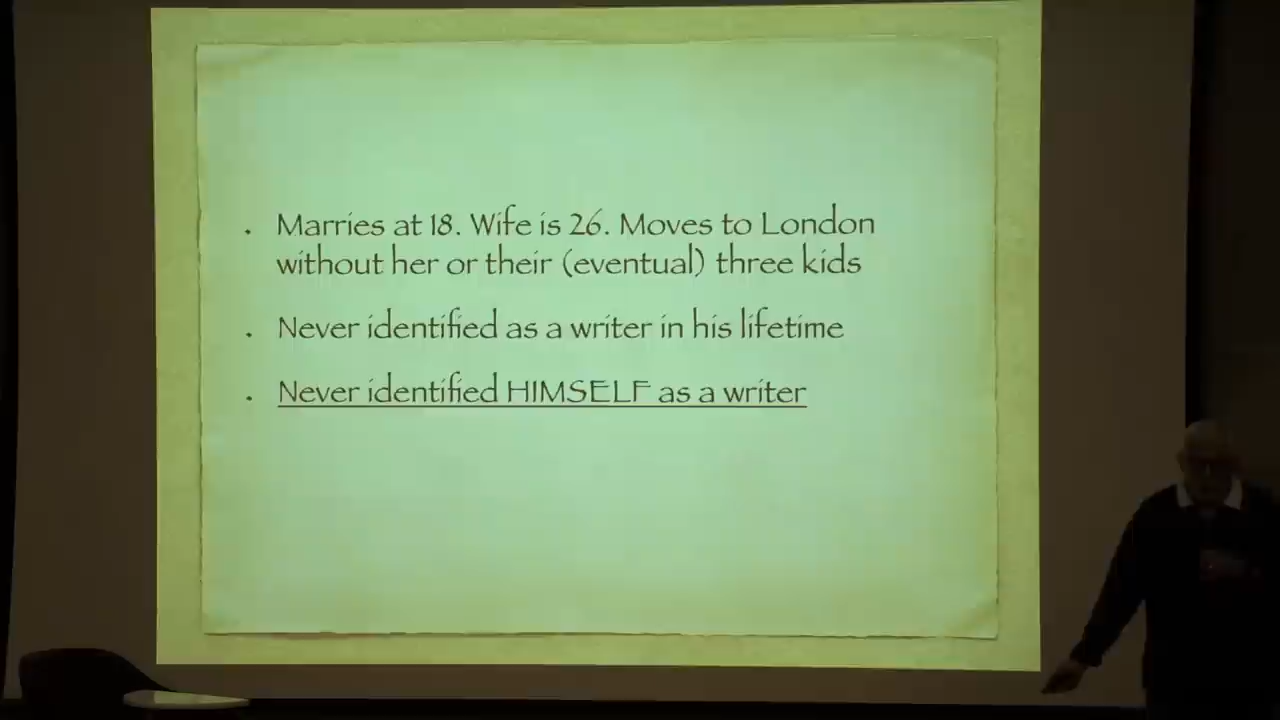 . Marries at 18. Wife is 26. Moves to London
without her or their (eventual) three kids
. Never identified as a writer in his lifetime
. Never identified HIMSELF as a writer